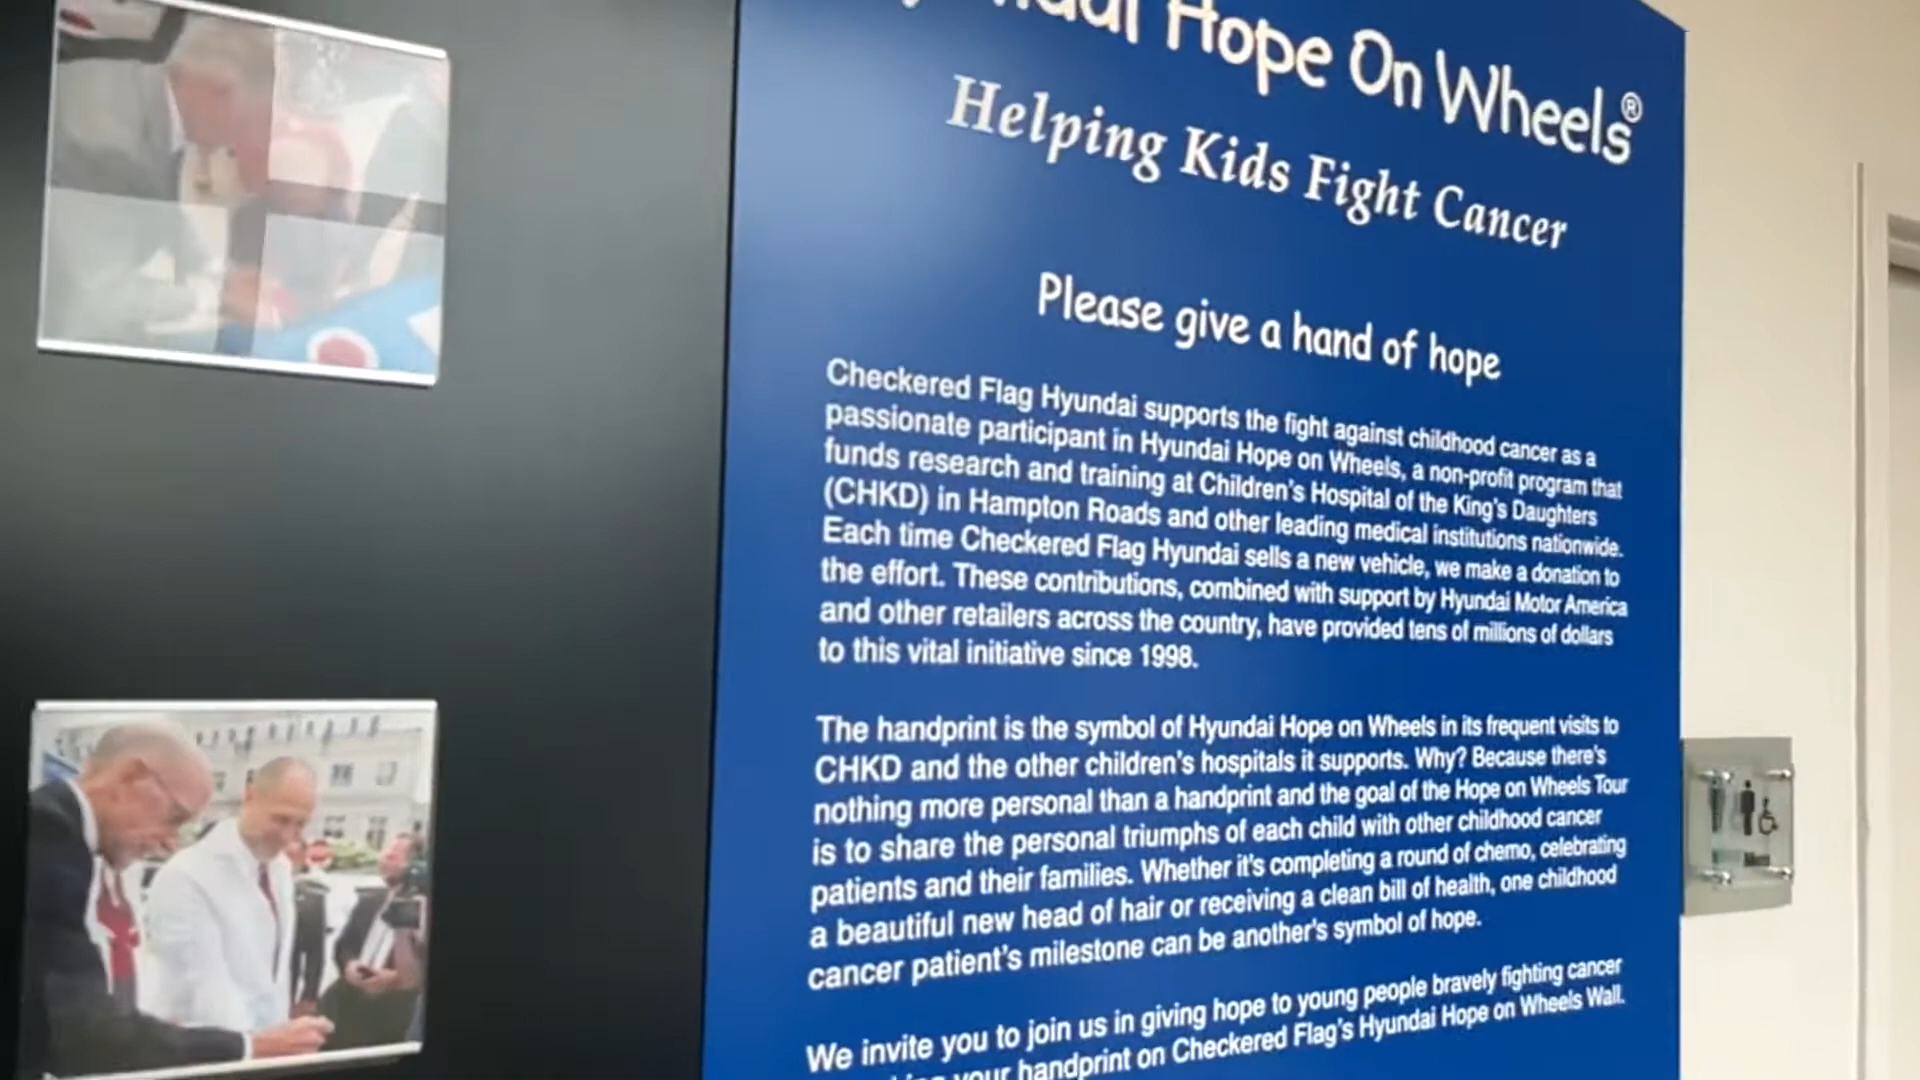 Hope On Wheels®
Helping Kids Fight Cancer
Please give a hand of hope
Checkered Flag Hyundai supports the fight against childhood cancer as a
passionate participant in Hyundai Hope on Wheels, a non-profit program that
funds research and training at Children's Hospital of the King's Daughters
(CHKD) in Hampton Roads and other leading medical institutions nationwide.
Each time Checkered Flag Hyundai sells a new vehicle, we make a donation to
the effort. These contributions, combined with support by Hyundai Motor America
and other retailers across the country, have provided tens of millions of dollars
to this vital initiative since 1998.
The handprint is the symbol of Hyundai Hope on Wheels in its frequent visits to
CHKD and the other children's hospitals it supports. Why? Because there's
nothing more personal than a handprint and the goal of the Hope on Wheels Tour
is to share the personal triumphs of each child with other childhood cancer
patients and their families. Whether it's completing a round of chemo, celebrating
a beautiful new head of hair or receiving a clean bill of health, one childhood
cancer patient's milestone can be another's symbol of hope.
We invite you to join us in giving hope to young people bravely fighting cancer
your handprint on Checkered Flag's Hyundai Hope on Wheels Wall.